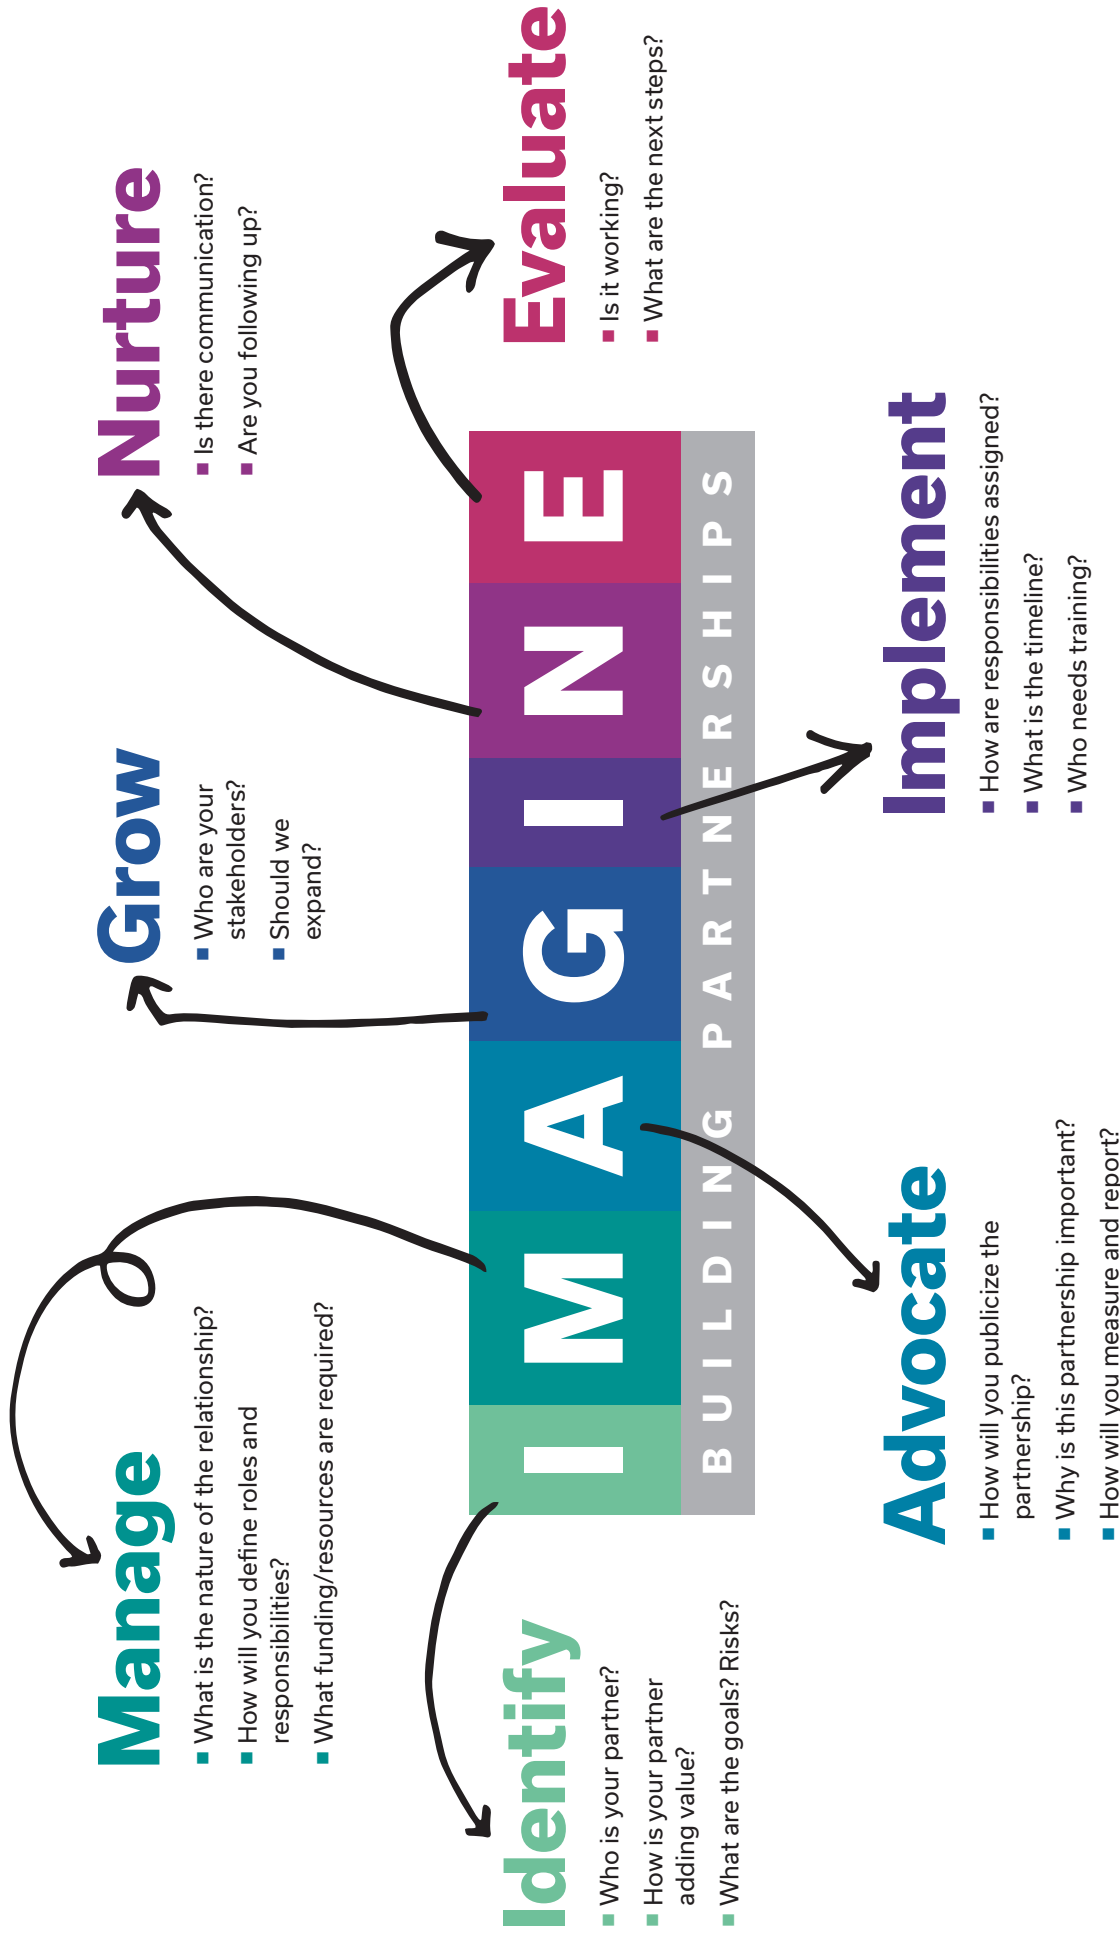 Manage
▪ What is the nature of the relationship?
▪ How will you define roles and
responsibilities?
▪ What funding/resources are required?
Grow
▪ Who are your
stakeholders?
▪ Should we
expand?
Nurture
▪ Is there communication?
▪ Are you following up?
Identify
▪ Who is your partner?
▪ How is your partner
adding value?
▪ What are the goals? Risks?
IMAGINE
BUILDING PARTNERSHIPS
Evaluate
▪ Is it working?
▪ What are the next steps?
Advocate
▪ How will you publicize the
partnership?
▪ Why is this partnership important?
▪ How will you measure and report?
Implement
▪ How are responsibilities assigned?
▪ What is the timeline?
▪ Who needs training?